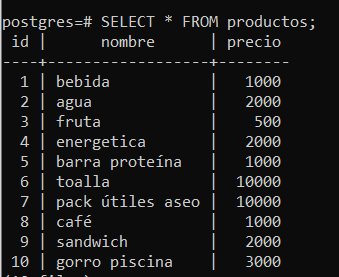 postgres=# SELECT * FROM productos;
 id |      nombre      | precio
----+------------------+--------
  1 | bebida           |   1000
  2 | agua             |   2000
  3 | fruta            |    500
  4 | energetica       |   2000
  5 | barra proteína   |   1000
  6 | toalla           |  10000
  7 | pack útiles aseo |  10000
  8 | café             |   1000
  9 | sandwich         |   2000
 10 | gorro piscina    |   3000